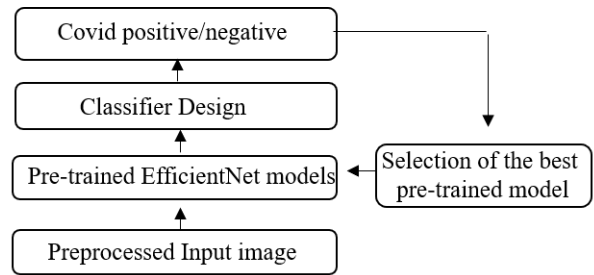 Covid positive/negative
Classifier Design
Pre-trained EfficientNet models
Selection of the best
pre-trained model
Preprocessed Input image